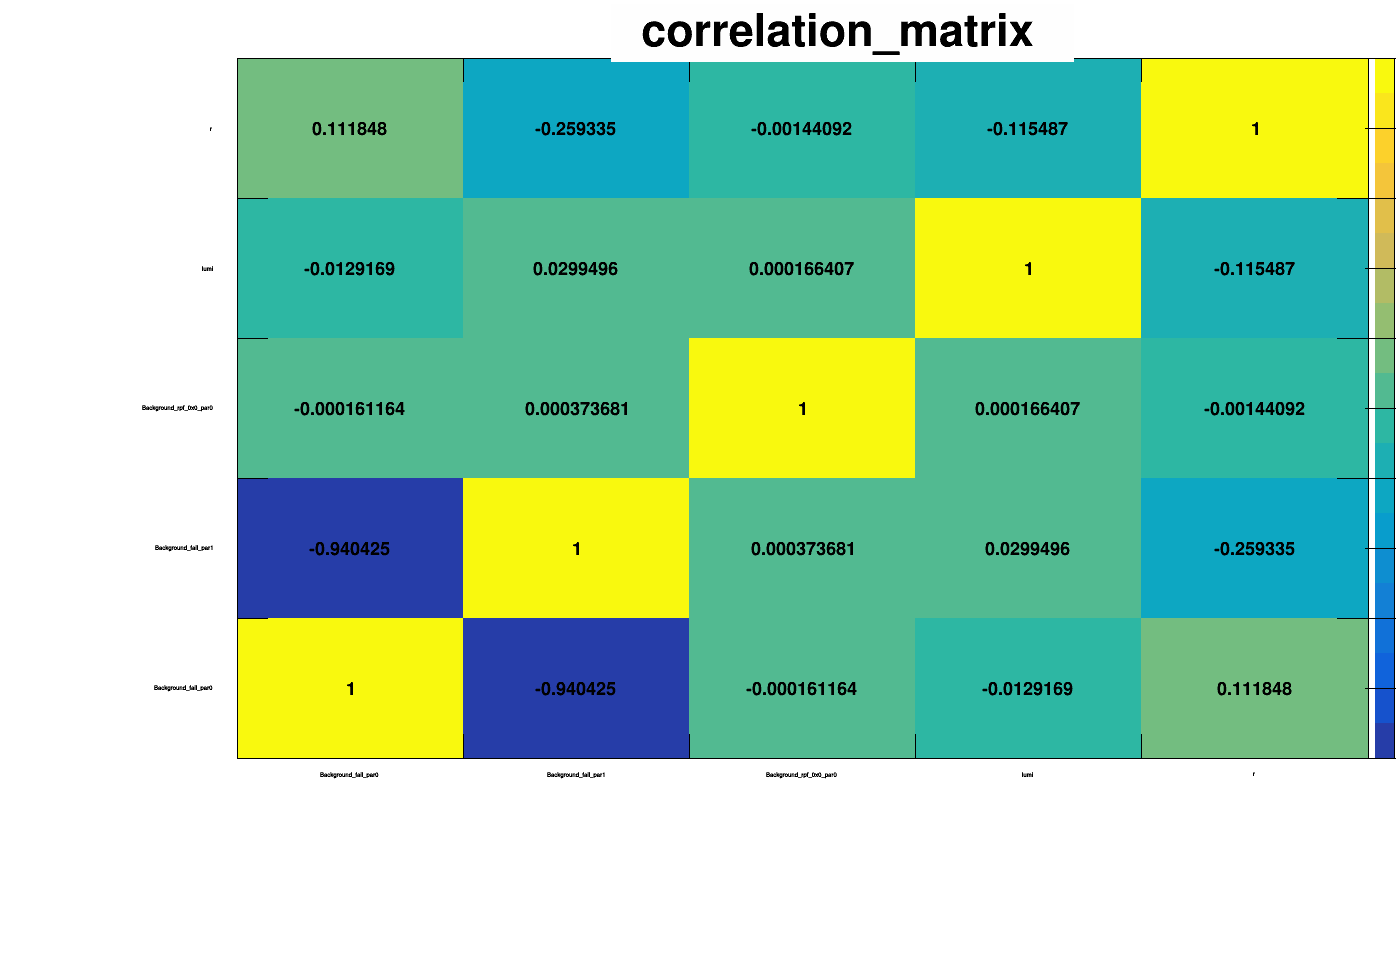 correlation_matrix
r 0.111848 -0.259335 -0.00144092 -0.115487 1
lumi -0.0129169 0.0299496 0.000166407 1 -0.115487
Background_rpf_0x0_par0 -0.000161164 0.000373681 1 0.000166407 -0.00144092
Background_fail_par1 -0.940425 1 0.000373681 0.0299496 -0.259335
Background_fail_par0 1 -0.940425 -0.000161164 -0.0129169 0.111848
Background_fail_par0 Background_fail_par1 Background_rpf_0x0_par0 lumi r